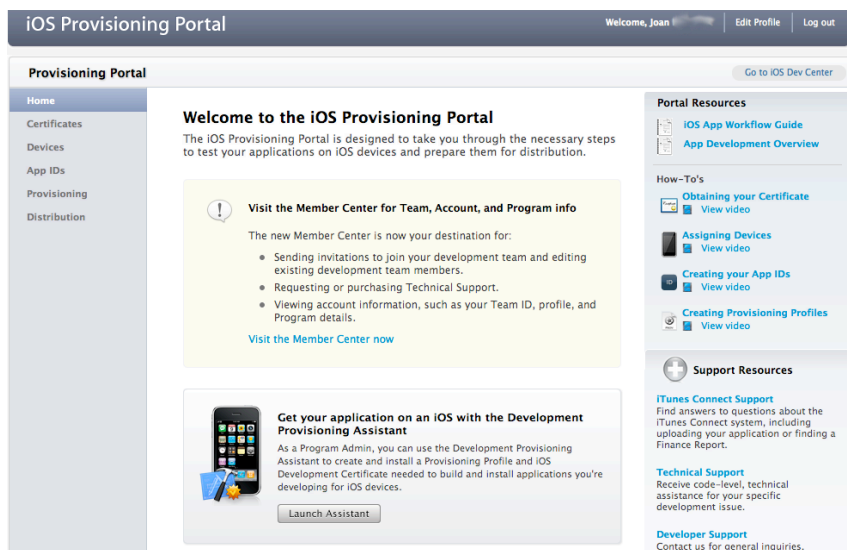 iOS Provisioning Portal
Welcome, Joan
Edit Profile
Log out
Provisioning Portal
Go to iOS Dev Center
Home
Certificates
Devices
App IDs
Provisioning
Distribution
Welcome to the iOS Provisioning Portal
The iOS Provisioning Portal is designed to take you through the necessary steps
to test your applications on iOS devices and prepare them for distribution.
Visit the Member Center for Team, Account, and Program info
The new Member Center is now your destination for:
Sending invitations to join your development team and editing
existing development team members.
Requesting or purchasing Technical Support.
Viewing account information, such as your Team ID, profile, and
Program details.
Visit the Member Center now
Get your application on an iOS with the Development
Provisioning Assistant
As a Program Admin, you can use the Development Provisioning
Assistant to create and install a Provisioning Profile and iOS
Development Certificate needed to build and install applications you're
developing for iOS devices.
Launch Assistant
Portal Resources
iOS App Workflow Guide
App Development Overview
How-To's
Obtaining your Certificate
View video
Assigning Devices
View video
ID
Creating your App IDs
View video
Creating Provisioning Profiles
View video
Support Resources
iTunes Connect Support
Find answers to questions about the
iTunes Connect system, including
uploading your application or finding a
Finance Report.
Technical Support
Receive code-level, technical
assistance for your specific
development issue.
Developer Support
Contact us for general inquiries,